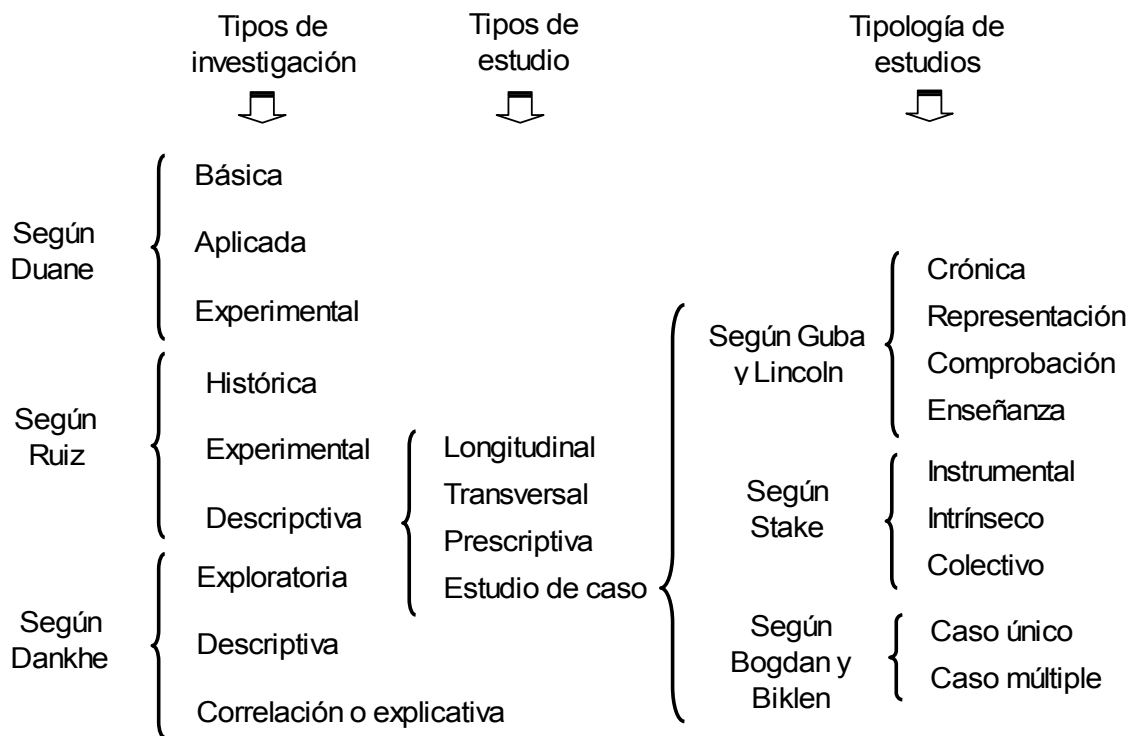 Tipos de
investigación
Tipos de
estudio
Tipología de
estudios
Según
Duane
Básica
Aplicada
Experimental
Según
Ruiz
Histórica
Experimental
Descripctiva
Según
Dankhe
Exploratoria
Descriptiva
Correlación o explicativa
Longitudinal
Transversal
Prescriptiva
Estudio de caso
Según Guba
y Lincoln
Crónica
Representación
Comprobación
Enseñanza
Según
Stake
Instrumental
Intrínseco
Colectivo
Según
Bogdan y
Biklen
Caso único
Caso múltiple